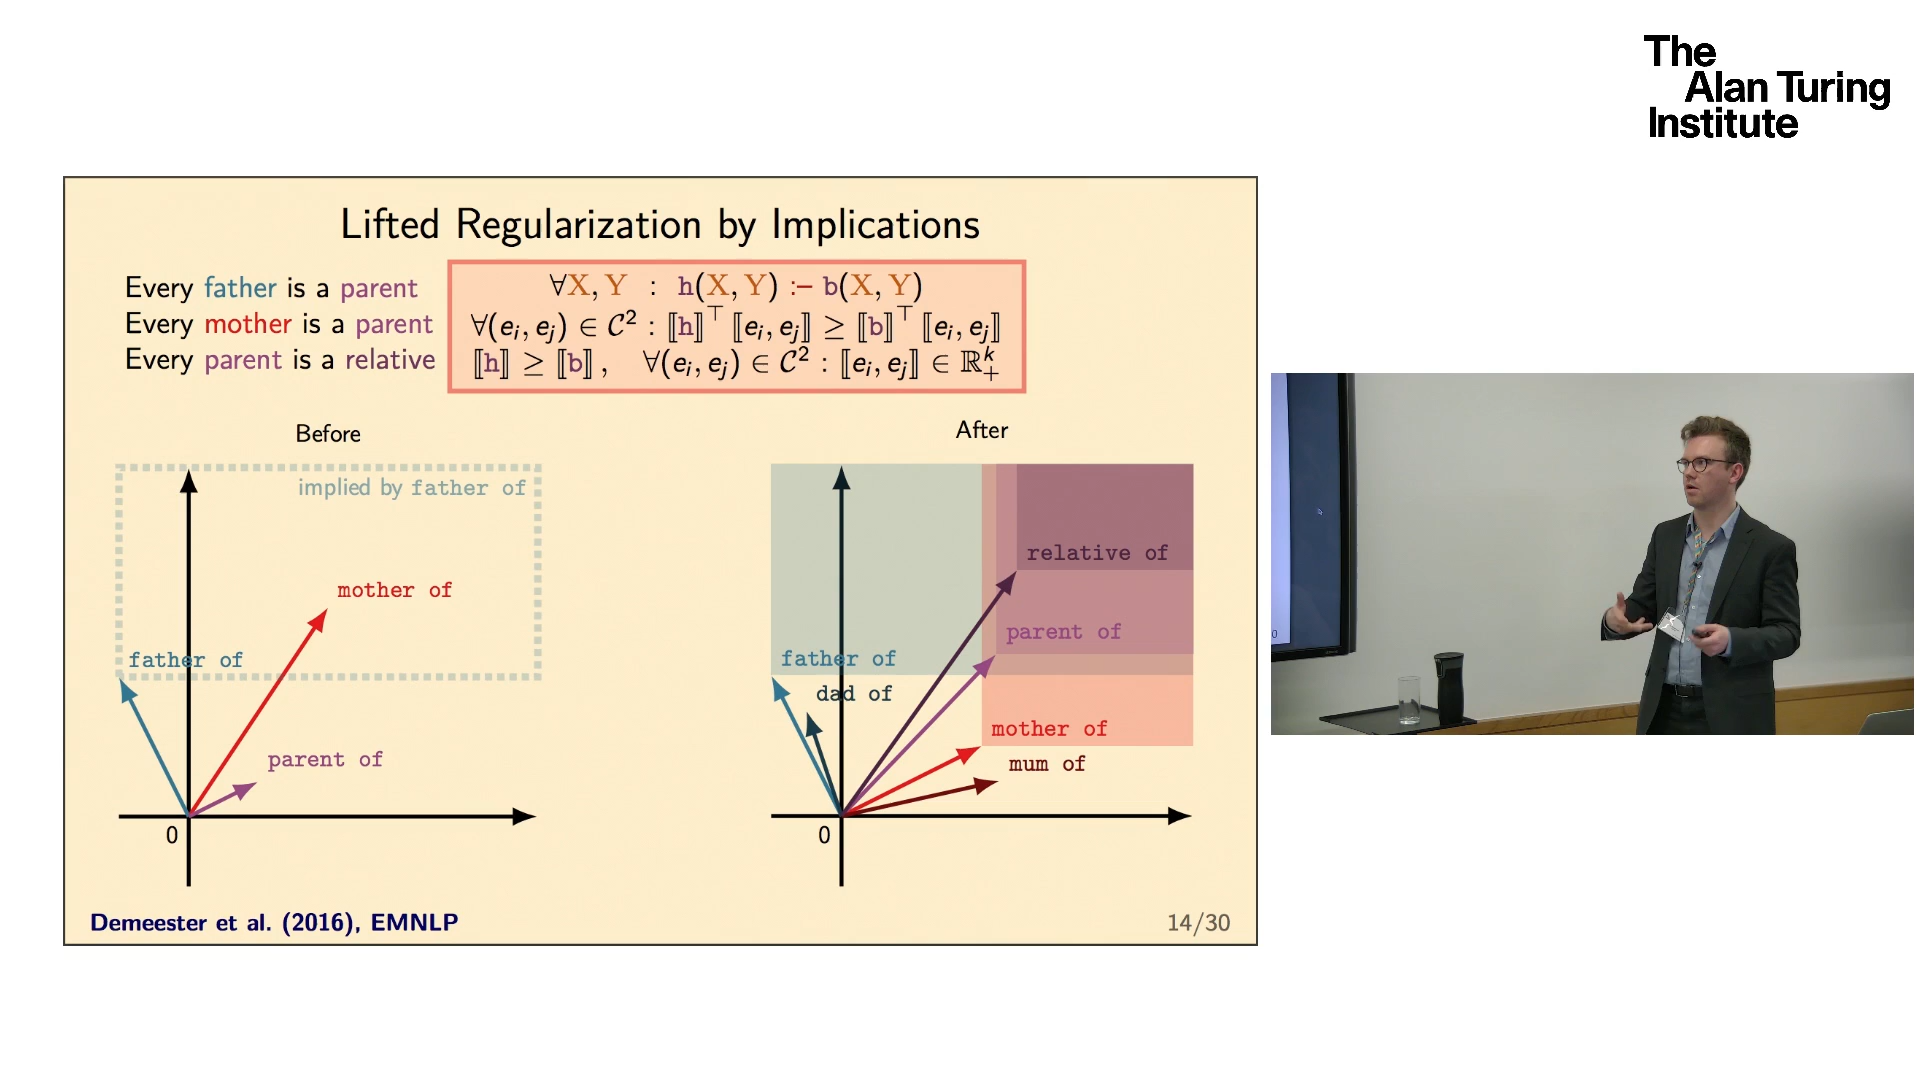 The
Alan Turing
Institute
Lifted Regularization by Implications
Every father is a parent
Every mother is a parent
Every parent is a relative
∀X, Y : h(X, Y) :– b(X, Y)
∀(eᵢ, eⱼ) ∈ 𝒞² : ⟦h⟧⊤ ⟦eᵢ, eⱼ⟧ ≥ ⟦b⟧⊤ ⟦eᵢ, eⱼ⟧
⟦h⟧ ≥ ⟦b⟧ , ∀(eᵢ, eⱼ) ∈ 𝒞² : ⟦eᵢ, eⱼ⟧ ∈ ℝ₊ᵏ
Before
implied by father of
mother of
father of
parent of
0
After
relative of
parent of
father of
dad of
mother of
mum of
0
Demeester et al. (2016), EMNLP
14/30
0